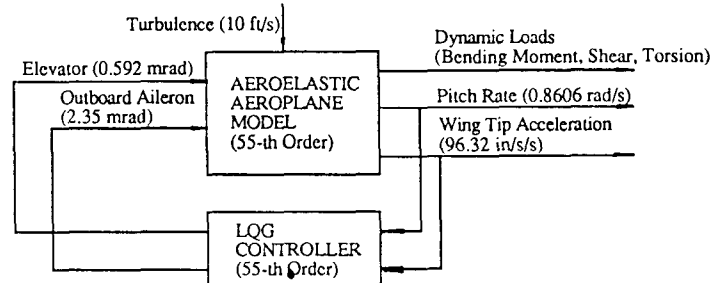 Turbulence (10 ft/s)
Dynamic Loads
(Bending Moment, Shear, Torsion)
Elevator (0.592 mrad)
AEROELASTIC
AEROPLANE
MODEL
(55-th Order)
Pitch Rate (0.8606 rad/s)
Outboard Aileron
(2.35 mrad)
Wing Tip Acceleration
(96.32 in/s/s)
LQG
CONTROLLER
(55-th Order)